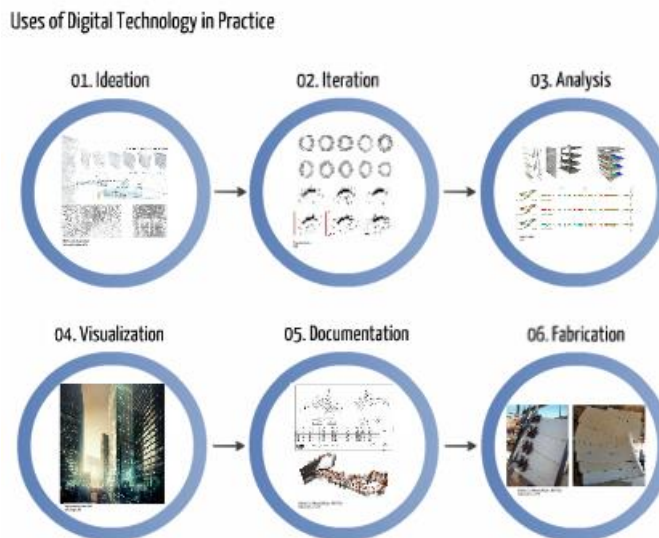 Uses of Digital Technology in Practice
01. Ideation
02. Iteration
03. Analysis
04. Visualization
05. Documentation
06. Fabrication